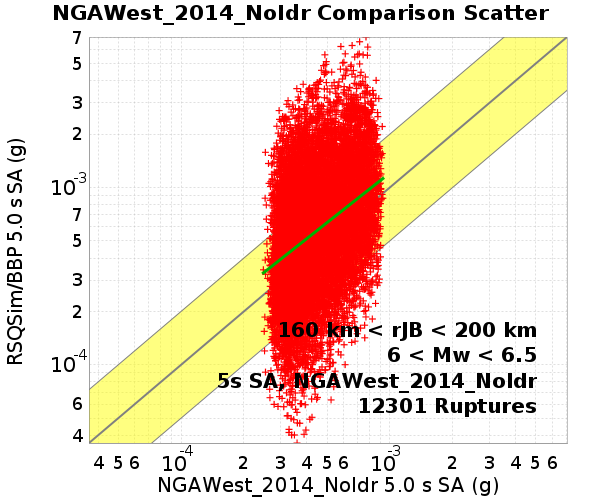 NGAWest_2014_NoIdr Comparison Scatter
RSQSim/BBP 5.0 s SA (g)
7
5
3
2
10-3
7
5
3
2
10-4
6
4
160 km < rJB < 200 km
6 < Mw < 6.5
5s SA, NGAWest_2014_NoIdr
12301 Ruptures
4 5 6 10-4 2 3 4 5 6 10-3 2 3 4 5 6
NGAWest_2014_NoIdr 5.0 s SA (g)